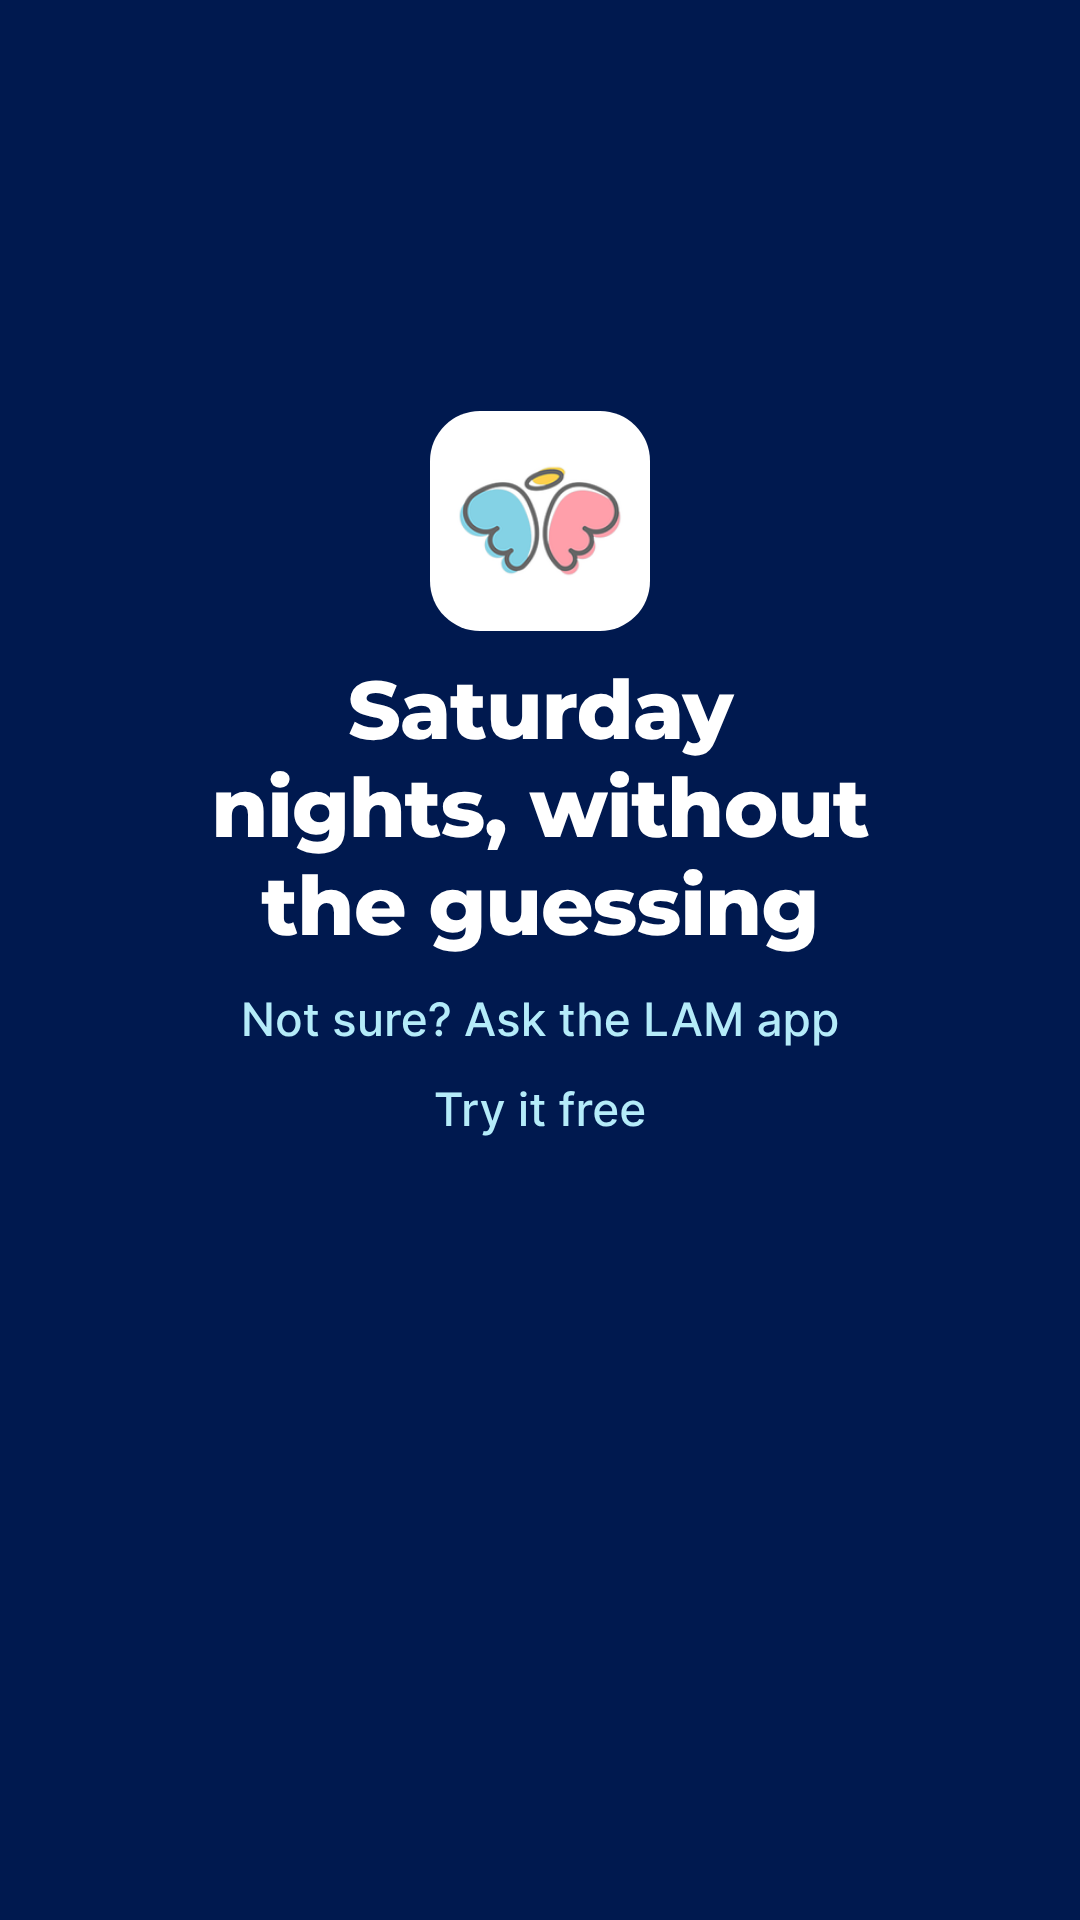 Saturday
nights, without
the guessing
Not sure? Ask the LAM app
Try it free